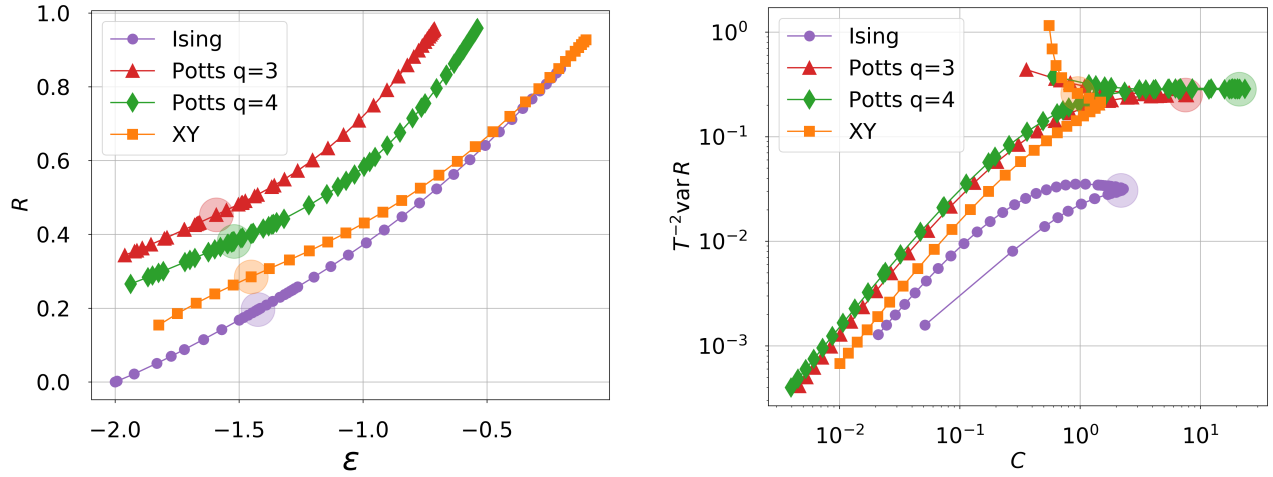 1.0
0.8
0.6
0.4
0.2
0.0
R
Ising
Potts q=3
Potts q=4
XY
−2.0 −1.5 −1.0 −0.5
ε
10⁰
10⁻¹
10⁻²
10⁻³
T⁻² var R
Ising
Potts q=3
Potts q=4
XY
10⁻² 10⁻¹ 10⁰ 10¹
C